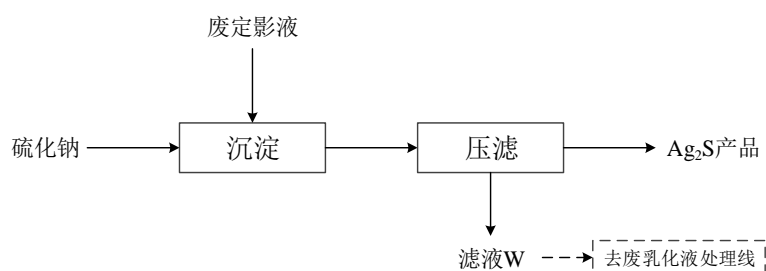 废定影液
硫化钠
沉淀
压滤
Ag₂S产品
滤液W
去废乳化液处理线